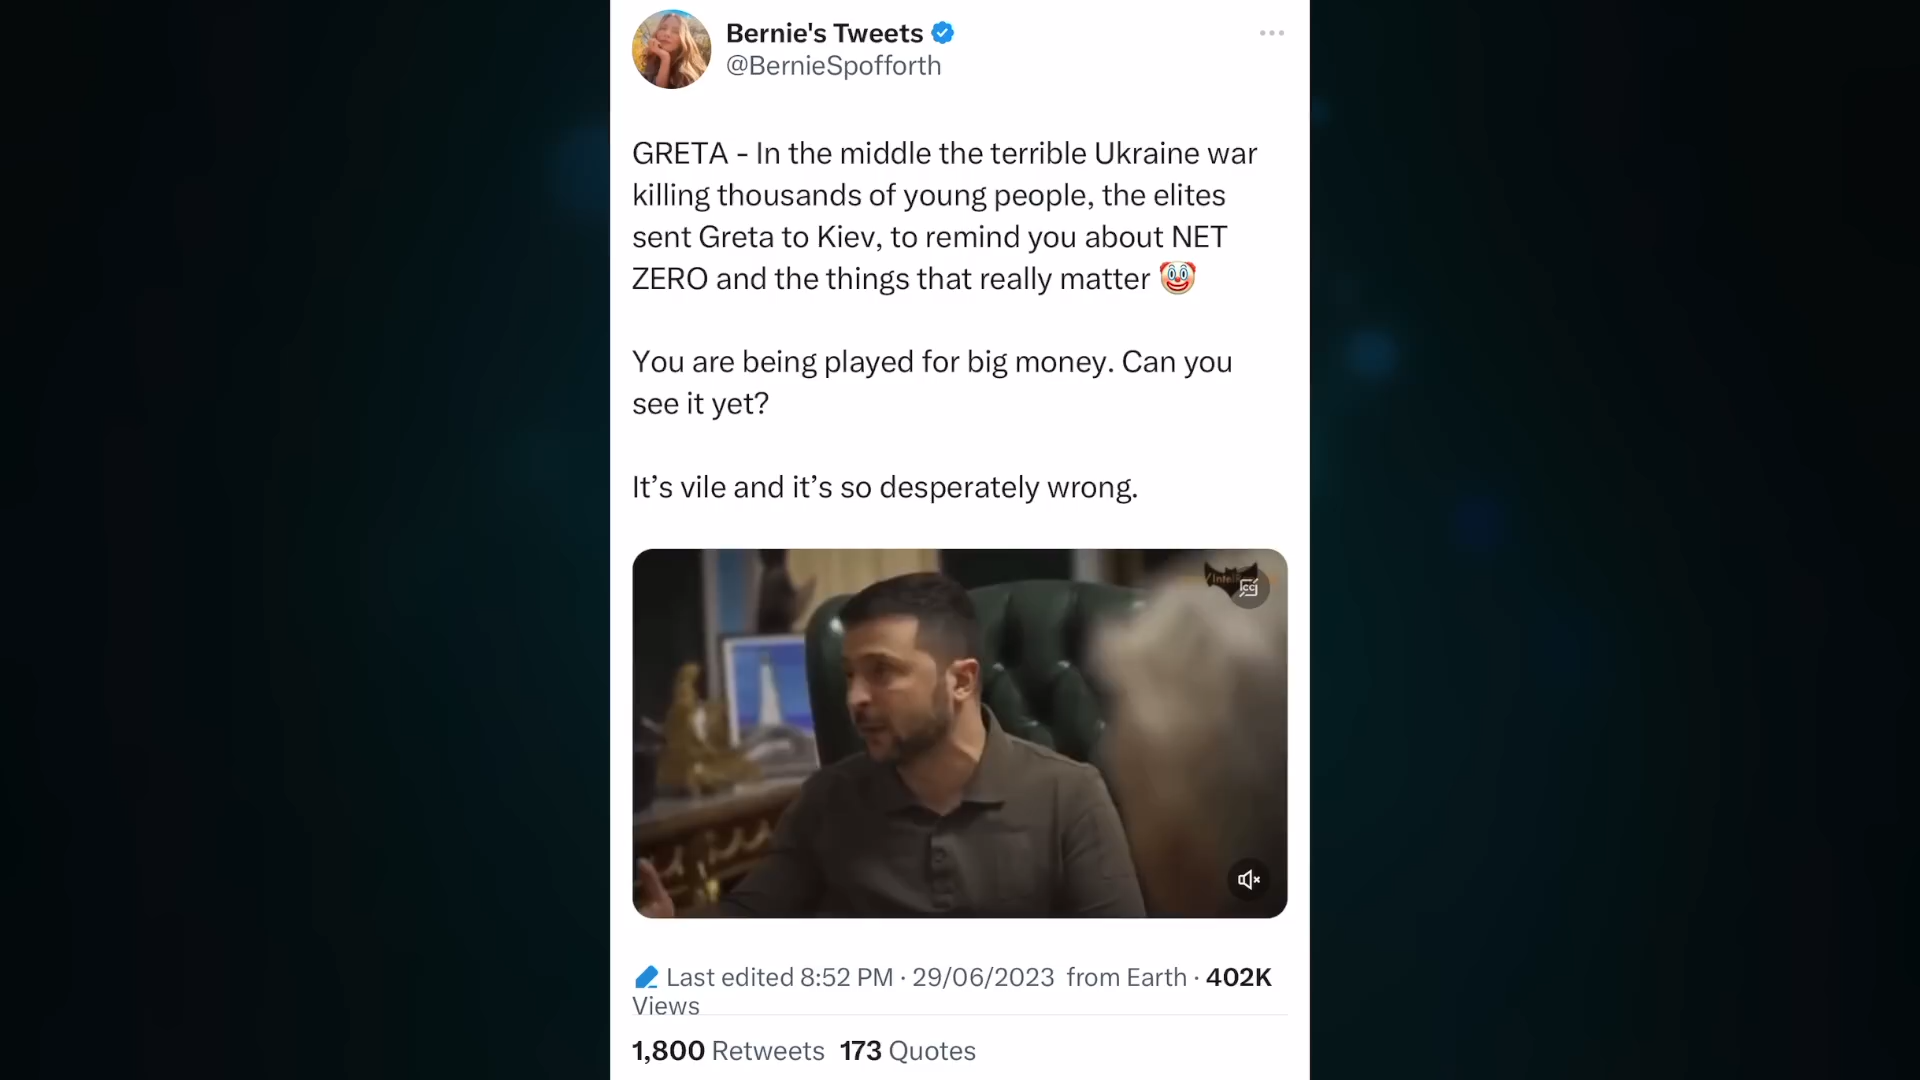 Bernie's Tweets
@BernieSpofforth
GRETA - In the middle the terrible Ukraine war
killing thousands of young people, the elites
sent Greta to Kiev, to remind you about NET
ZERO and the things that really matter 🤡
You are being played for big money. Can you
see it yet?
It’s vile and it’s so desperately wrong.
Last edited 8:52 PM · 29/06/2023 from Earth · 402K
Views
1,800 Retweets 173 Quotes